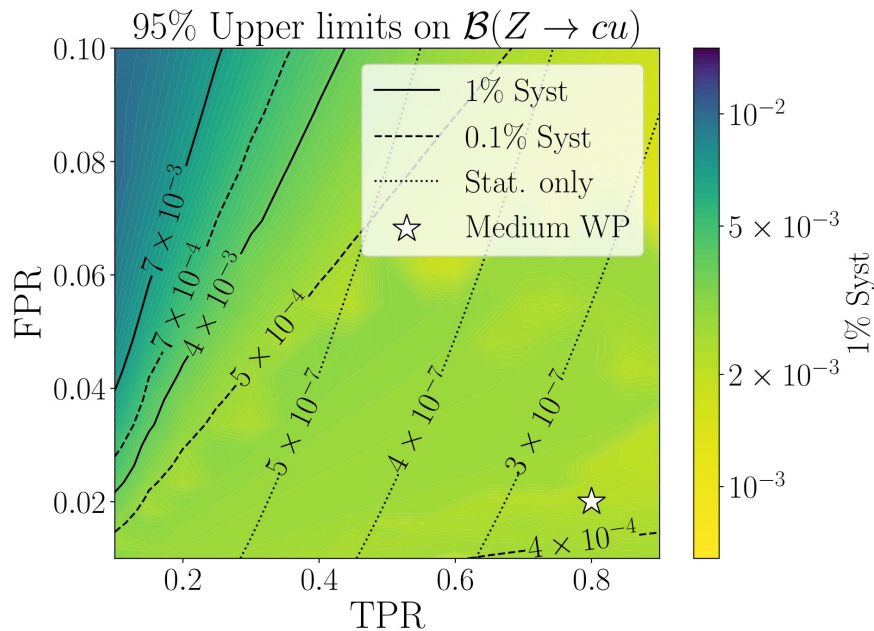 95% Upper limits on 𝓑(Z → cu)
0.10
0.08
0.06
0.04
0.02
FPR
1% Syst
0.1% Syst
Stat. only
Medium WP
7 × 10⁻³
7 × 10⁻⁴
4 × 10⁻³
5 × 10⁻⁴
5 × 10⁻⁷
4 × 10⁻⁷
3 × 10⁻⁷
4 × 10⁻⁴
0.2 0.4 0.6 0.8
TPR
10⁻²
5 × 10⁻³
2 × 10⁻³
10⁻³
1% Syst